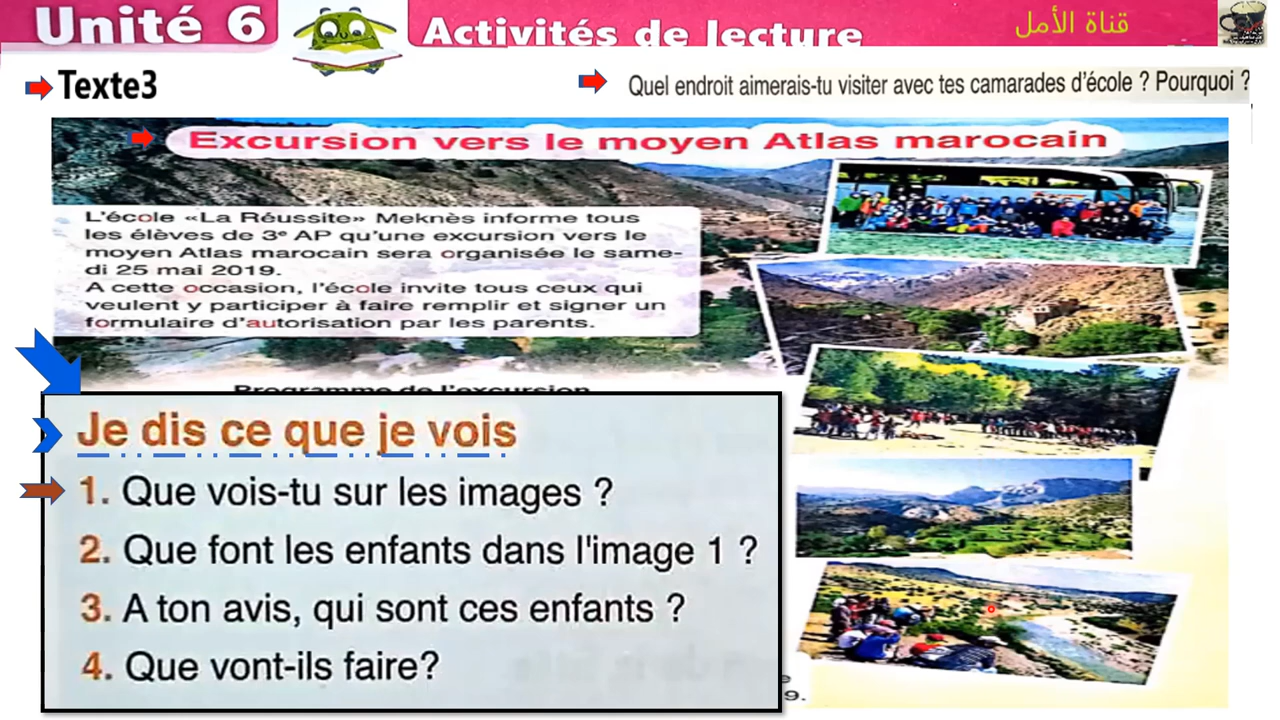 Unité 6
Activités de lecture
قناة الأمل
Texte3
Quel endroit aimerais-tu visiter avec tes camarades d'école ? Pourquoi ?
Excursion vers le moyen Atlas marocain
L'école «La Réussite» Meknès informe tous
les élèves de 3e AP qu'une excursion vers le
moyen Atlas marocain sera organisée le same-
di 25 mai 2019.
A cette occasion, l'école invite tous ceux qui
veulent y participer à faire remplir et signer un
formulaire d'autorisation par les parents.
Programme de l'excursion
Je dis ce que je vois
1. Que vois-tu sur les images ?
2. Que font les enfants dans l'image 1 ?
3. A ton avis, qui sont ces enfants ?
4. Que vont-ils faire?
9.